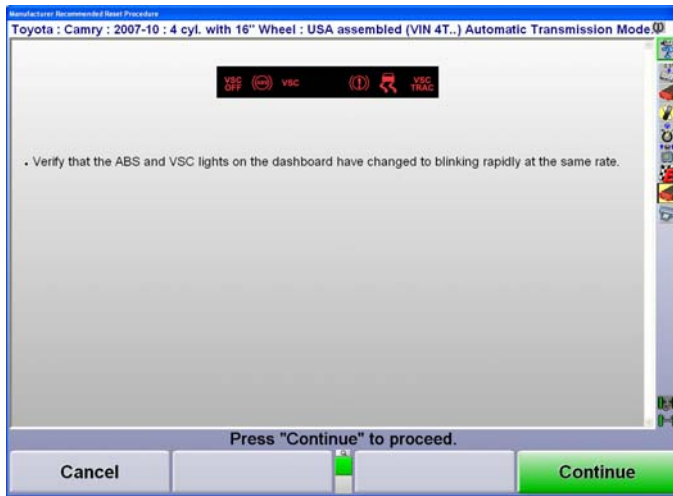 Manufacturer Recommended Reset Procedure
Toyota : Camry : 2007-10 : 4 cyl. with 16" Wheel : USA assembled (VIN 4T..) Automatic Transmission Mode.
VSC OFF (ABS) VSC (!) VSC TRAC
. Verify that the ABS and VSC lights on the dashboard have changed to blinking rapidly at the same rate.
Press "Continue" to proceed.
Cancel Continue